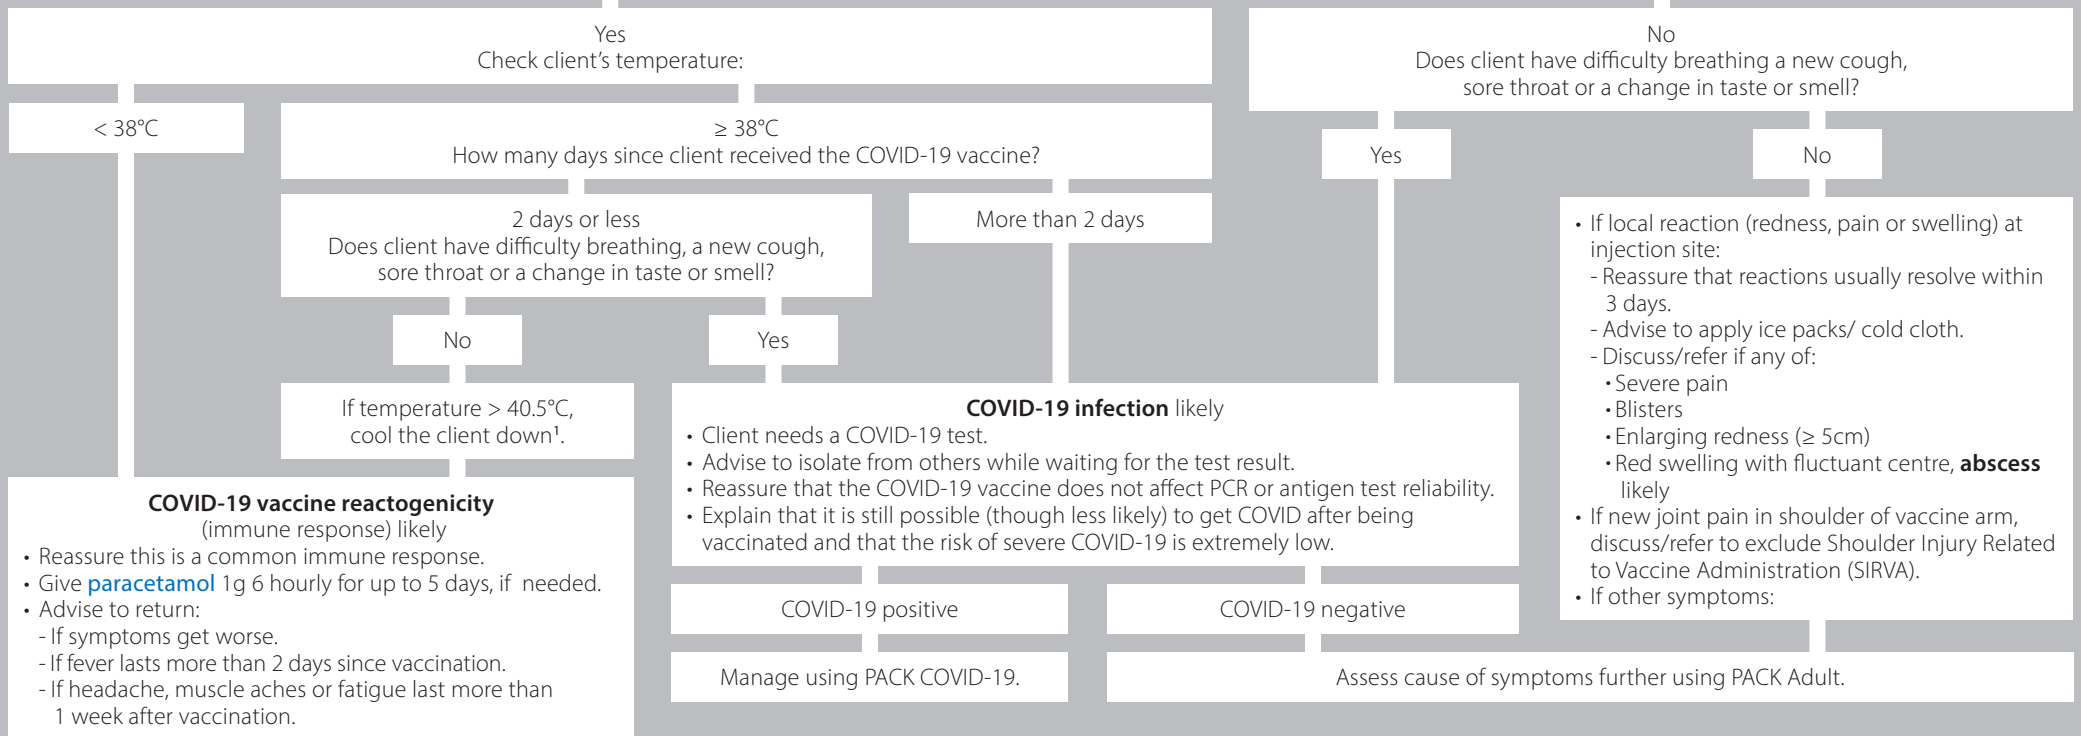 Yes
Check client's temperature:
< 38°C
≥ 38°C
How many days since client received the COVID-19 vaccine?
2 days or less
Does client have difficulty breathing, a new cough,
sore throat or a change in taste or smell?
More than 2 days
No
Yes
If temperature > 40.5°C,
cool the client down¹.
COVID-19 vaccine reactogenicity
(immune response) likely
• Reassure this is a common immune response.
• Give paracetamol 1g 6 hourly for up to 5 days, if needed.
• Advise to return:
- If symptoms get worse.
- If fever lasts more than 2 days since vaccination.
- If headache, muscle aches or fatigue last more than
1 week after vaccination.
No
Does client have difficulty breathing a new cough,
sore throat or a change in taste or smell?
Yes
No
COVID-19 infection likely
• Client needs a COVID-19 test.
• Advise to isolate from others while waiting for the test result.
• Reassure that the COVID-19 vaccine does not affect PCR or antigen test reliability.
• Explain that it is still possible (though less likely) to get COVID after being
vaccinated and that the risk of severe COVID-19 is extremely low.
COVID-19 positive
COVID-19 negative
Manage using PACK COVID-19.
• If local reaction (redness, pain or swelling) at
injection site:
- Reassure that reactions usually resolve within
3 days.
- Advise to apply ice packs/ cold cloth.
- Discuss/refer if any of:
• Severe pain
• Blisters
• Enlarging redness (≥ 5cm)
• Red swelling with fluctuant centre, abscess
likely
• If new joint pain in shoulder of vaccine arm,
discuss/refer to exclude Shoulder Injury Related
to Vaccine Administration (SIRVA).
• If other symptoms:
Assess cause of symptoms further using PACK Adult.